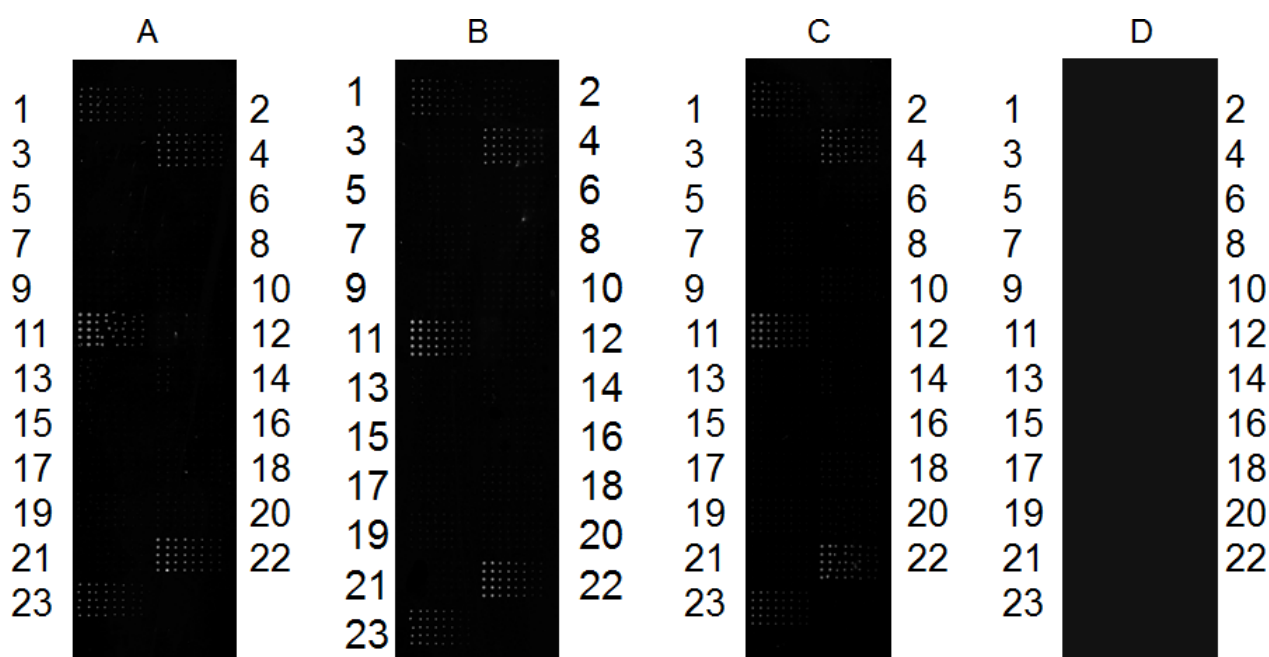 A B C D
1 2 1 2 1 2 1 2
3 4 3 4 3 4 3 4
5 6 5 6 5 6 5 6
7 8 7 8 7 8 7 8
9 10 9 10 9 10 9 10
11 12 11 12 11 12 11 12
13 14 13 14 13 14 13 14
15 16 15 16 15 16 15 16
17 18 17 18 17 18 17 18
19 20 19 20 19 20 19 20
21 22 21 22 21 22 21 22
23 23 23 23